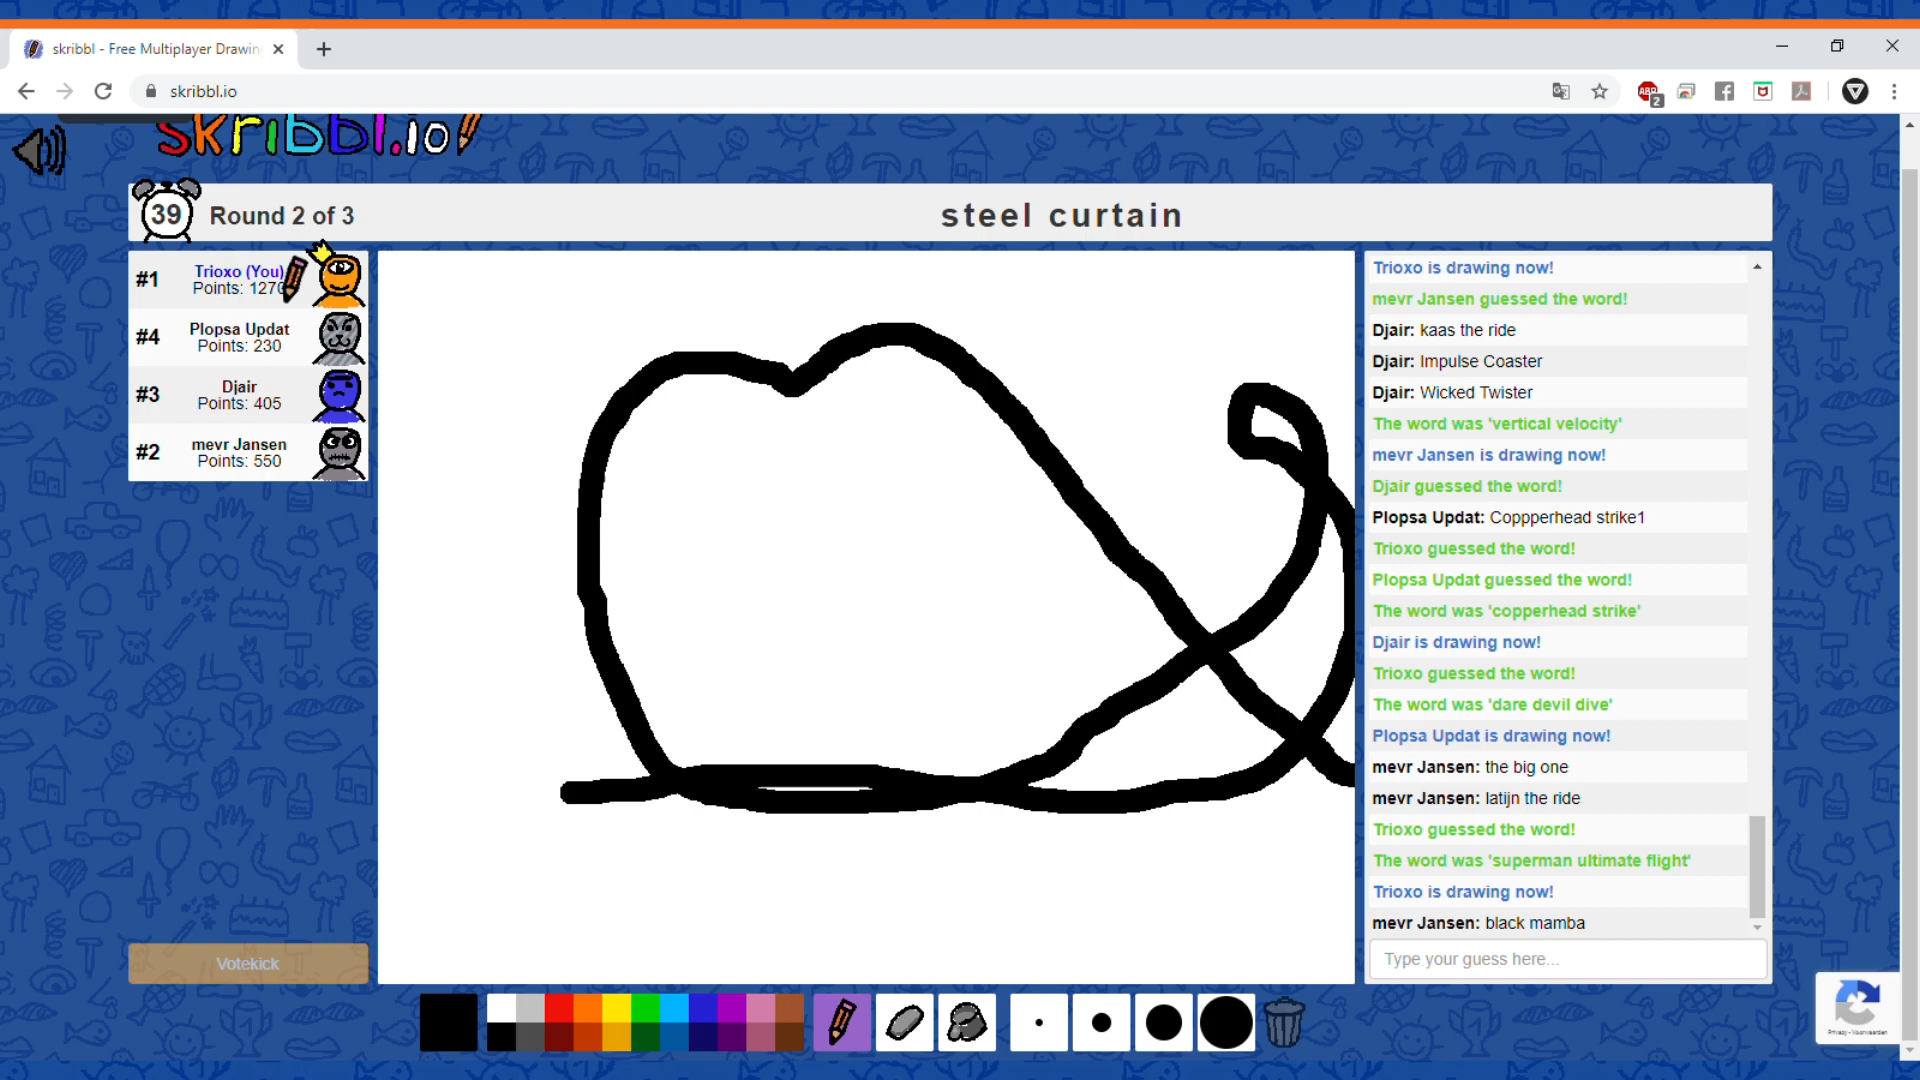 skribbl - Free Multiplayer Drawin
skribbl.io
ABP
2
skribbl.io
39
Round 2 of 3
steel curtain
#1
Trioxo (You)
Points: 1270
#4
Plopsa Updat
Points: 230
#3
Djair
Points: 405
#2
mevr Jansen
Points: 550
Votekick
Trioxo is drawing now!
mevr Jansen guessed the word!
Djair: kaas the ride
Djair: Impulse Coaster
Djair: Wicked Twister
The word was 'vertical velocity'
mevr Jansen is drawing now!
Djair guessed the word!
Plopsa Updat: Coppperhead strike1
Trioxo guessed the word!
Plopsa Updat guessed the word!
The word was 'copperhead strike'
Djair is drawing now!
Trioxo guessed the word!
The word was 'dare devil dive'
Plopsa Updat is drawing now!
mevr Jansen: the big one
mevr Jansen: latijn the ride
Trioxo guessed the word!
The word was 'superman ultimate flight'
Trioxo is drawing now!
mevr Jansen: black mamba
Type your guess here...
Privacy - Voorwaarden